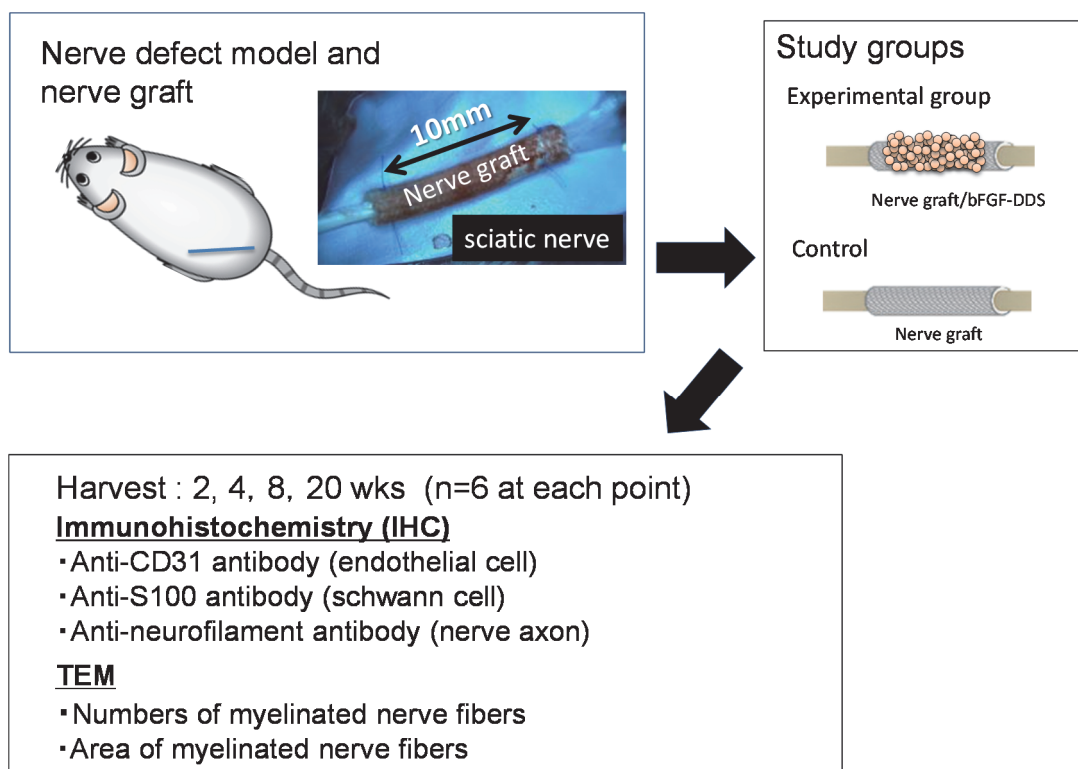 Nerve defect model and
nerve graft
10mm
Nerve graft
sciatic nerve
Study groups
Experimental group
Nerve graft/bFGF-DDS
Control
Nerve graft
Harvest : 2, 4, 8, 20 wks (n=6 at each point)
Immunohistochemistry (IHC)
・Anti-CD31 antibody (endothelial cell)
・Anti-S100 antibody (schwann cell)
・Anti-neurofilament antibody (nerve axon)
TEM
・Numbers of myelinated nerve fibers
・Area of myelinated nerve fibers